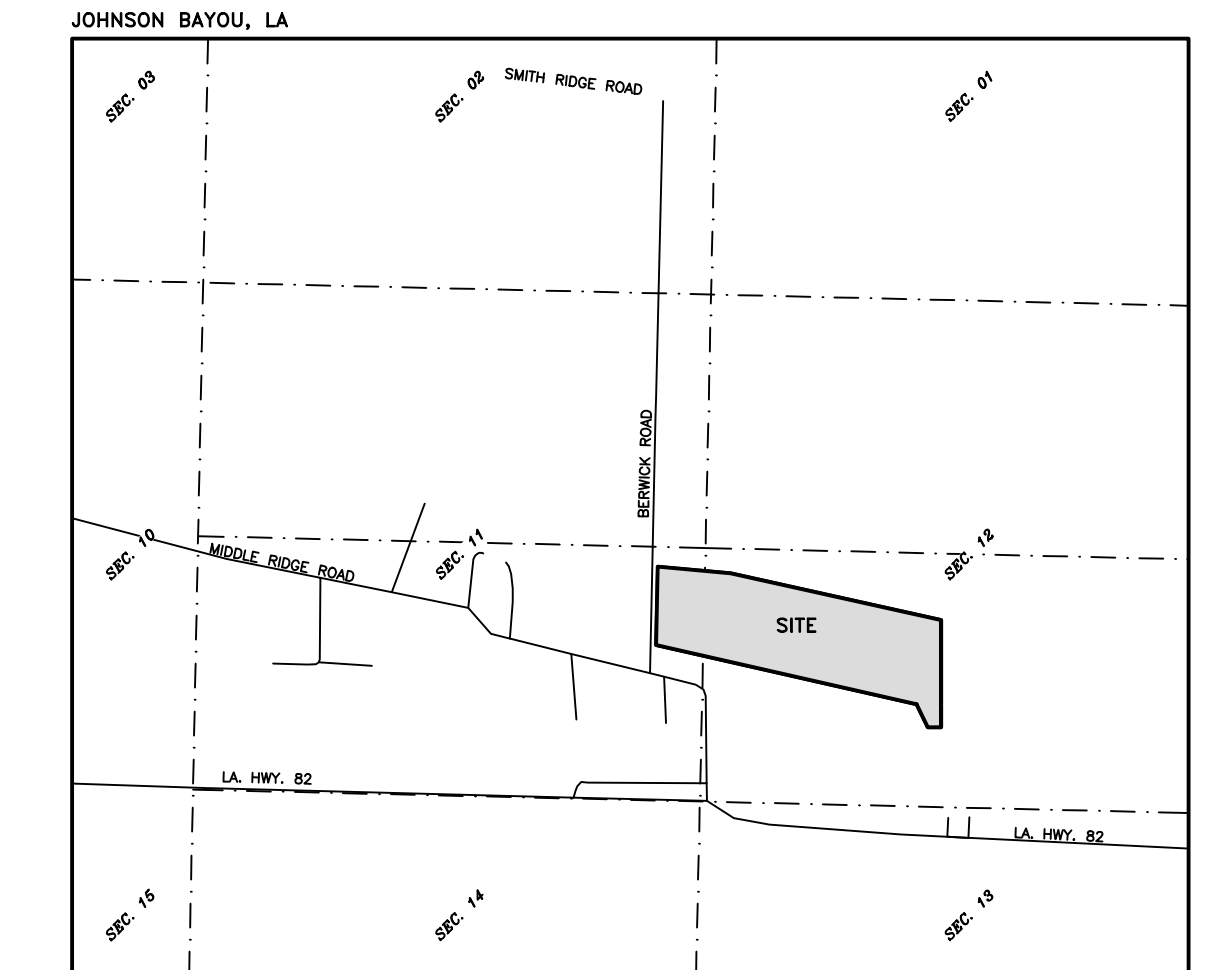 JOHNSON BAYOU, LA
SEC. 03
SEC. 02
SMITH RIDGE ROAD
SEC. 01
BERWICK ROAD
SEC. 10
MIDDLE RIDGE ROAD
SEC. 11
SEC. 12
SITE
LA. HWY. 82
LA. HWY. 82
SEC. 15
SEC. 14
SEC. 13